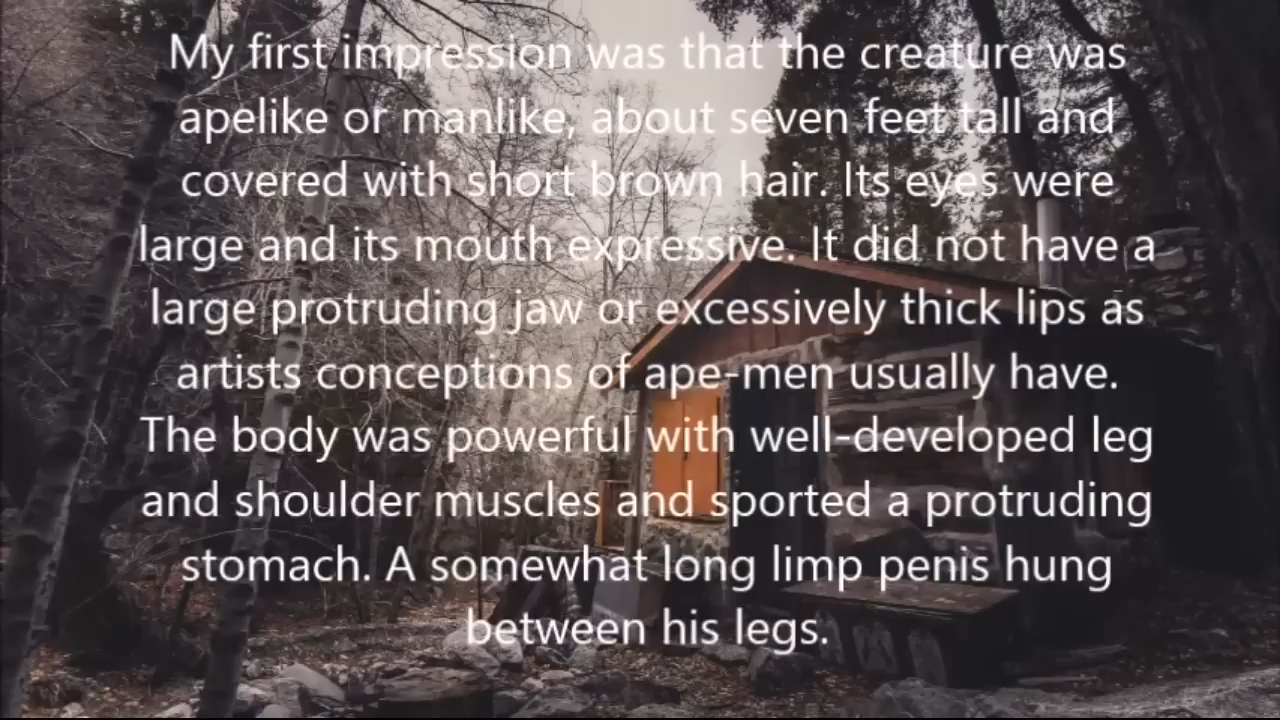 My first impression was that the creature was
apelike or manlike, about seven feet tall and
covered with short brown hair. Its eyes were
large and its mouth expressive. It did not have a
large protruding jaw or excessively thick lips as
artists conceptions of ape-men usually have.
The body was powerful with well-developed leg
and shoulder muscles and sported a protruding
stomach. A somewhat long limp penis hung
between his legs.